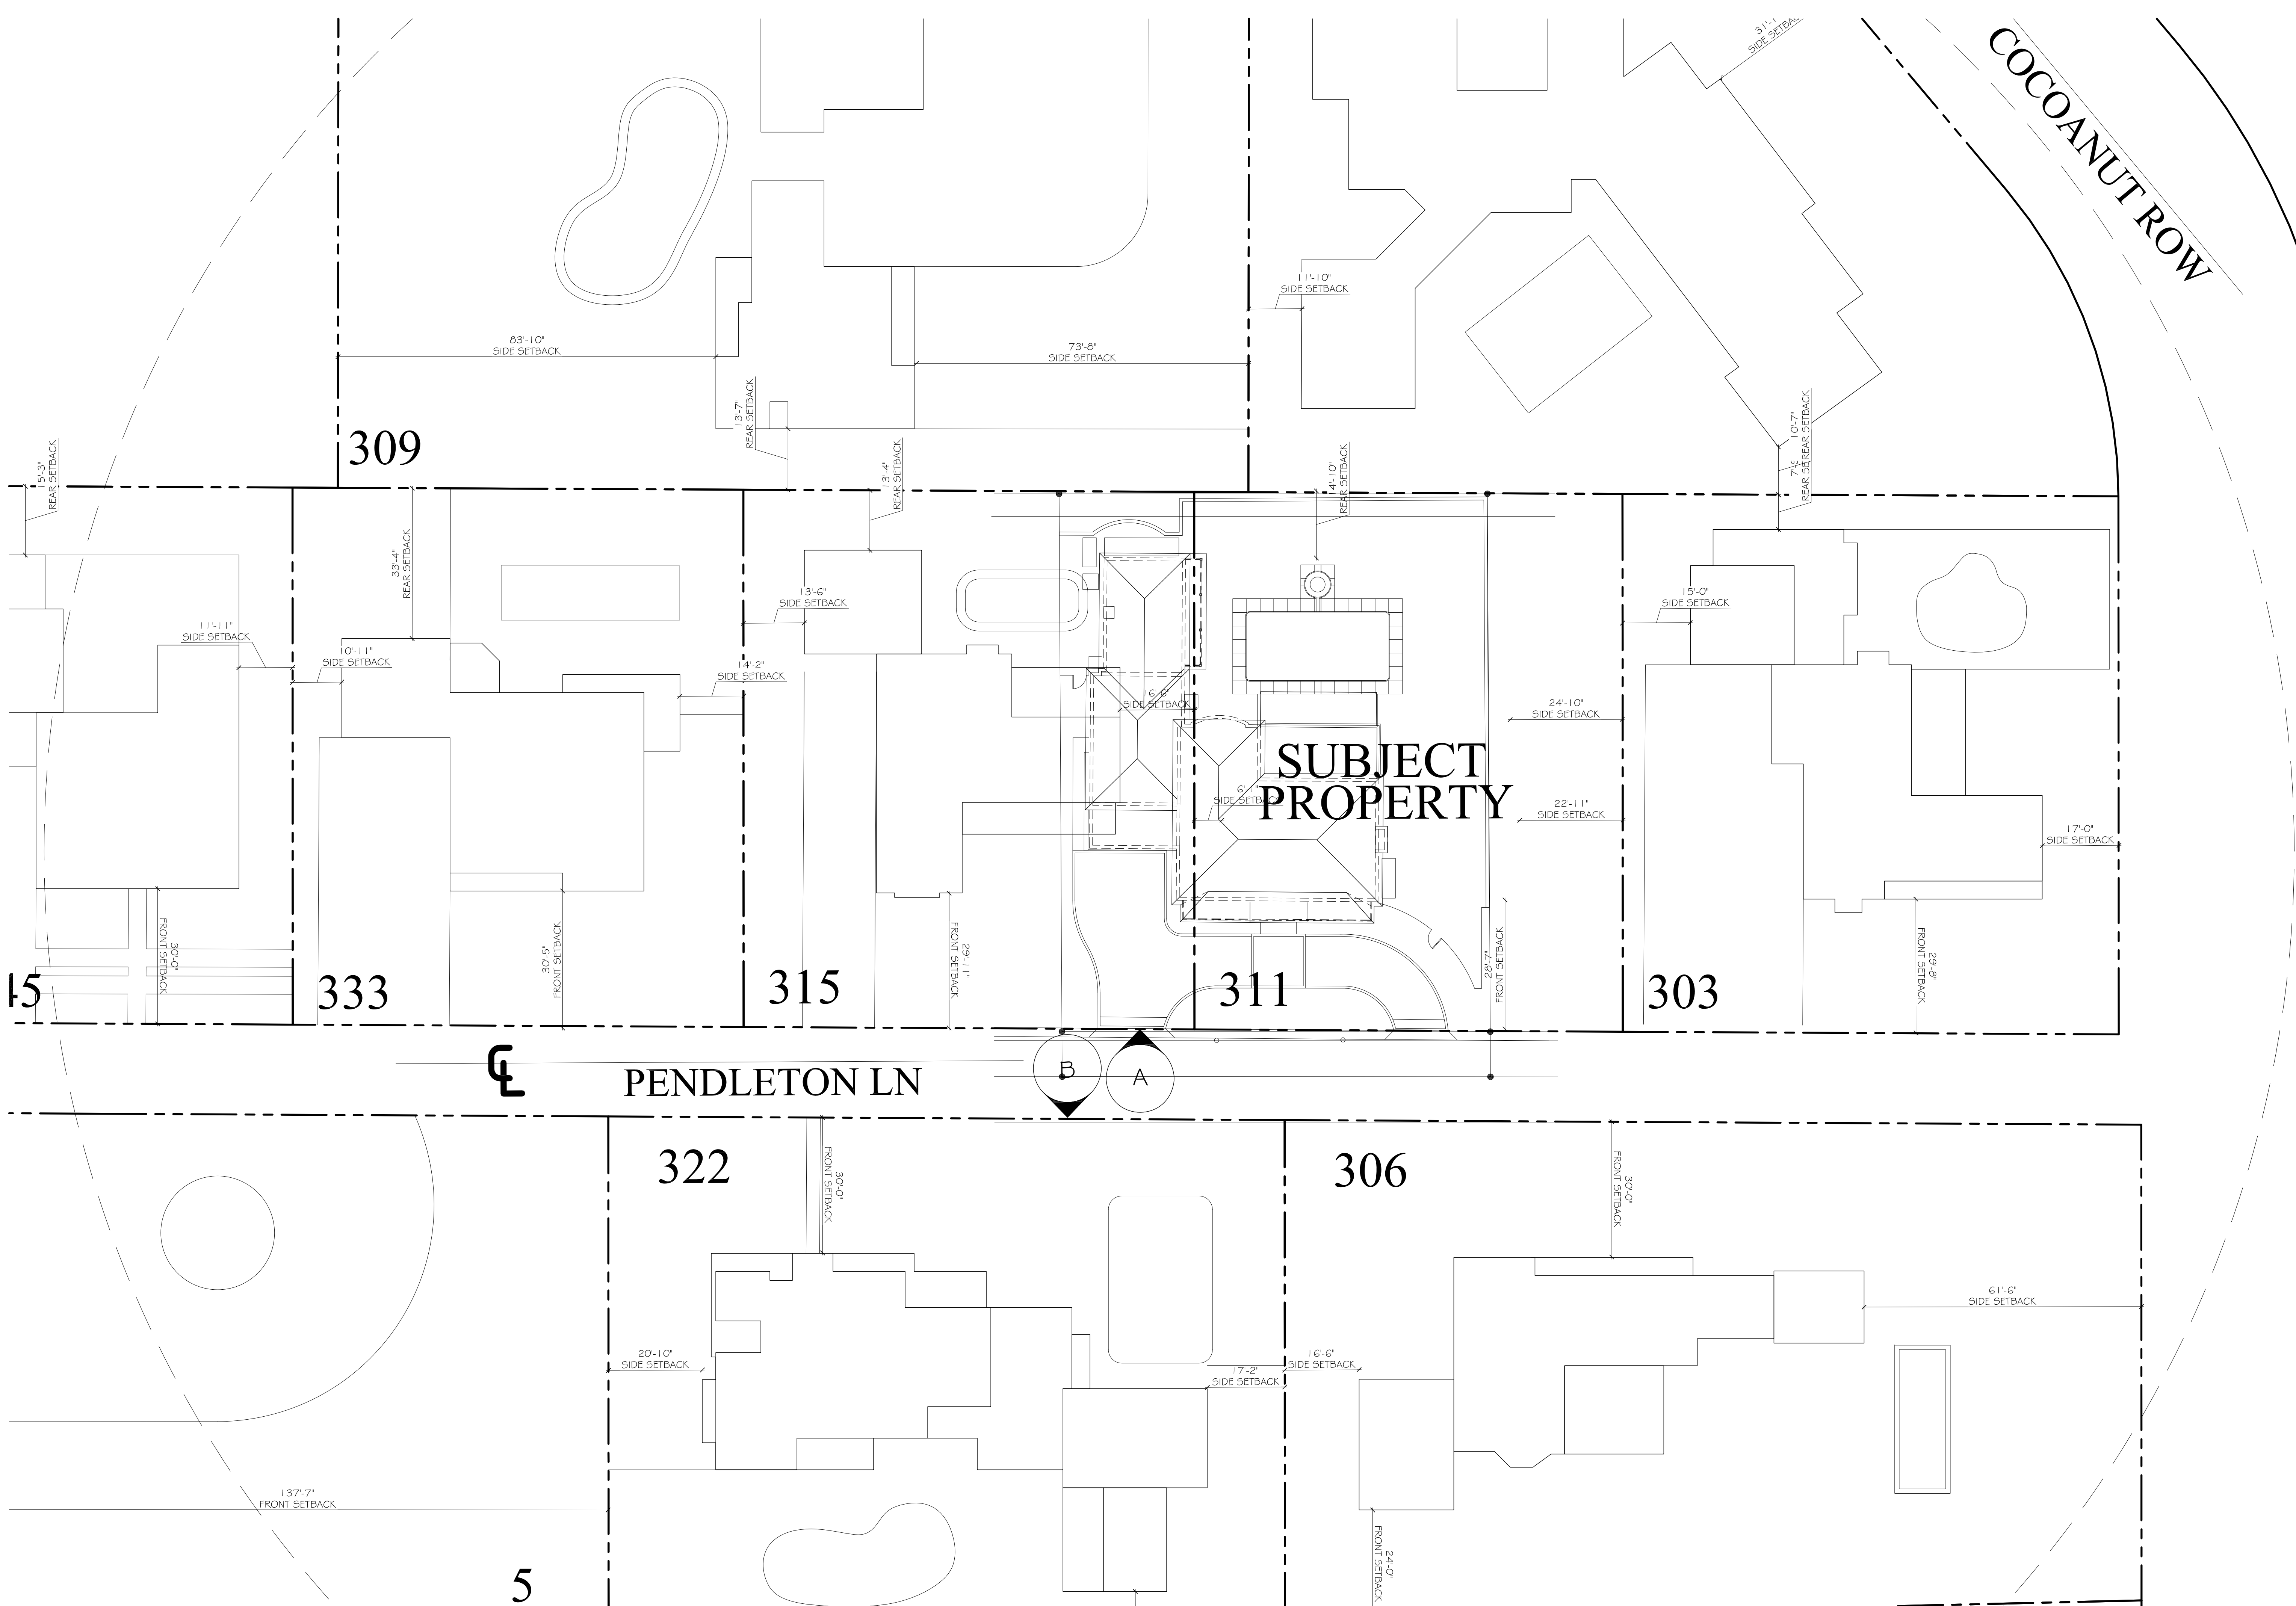 31'-1
COCOANUT ROW
11'-10"
SIDE SETBACK
83'-10"
SIDE SETBACK
73'-8"
SIDE SETBACK
13'-7"
REAR SETBACK
10'-7"
REAR SETBACK
309
15'-3"
REAR SETBACK
13'-4"
REAR SETBACK
4'-10"
REAR SETBACK
33'-4"
REAR SETBACK
13'-6"
SIDE SETBACK
15'-0"
SIDE SETBACK
11'-11"
SIDE SETBACK
10'-11"
SIDE SETBACK
14'-2"
SIDE SETBACK
16'-6"
SIDE SETBACK
24'-10"
SIDE SETBACK
SUBJECT
PROPERTY
6'-1"
SIDE SETBACK
22'-11"
SIDE SETBACK
17'-0"
SIDE SETBACK
30'-0"
FRONT SETBACK
30'-5"
FRONT SETBACK
29'-11"
FRONT SETBACK
28'-7"
FRONT SETBACK
29'-8"
FRONT SETBACK
45
333
315
311
303
CL
PENDLETON LN
B
A
322
306
30'-0"
FRONT SETBACK
30'-0"
FRONT SETBACK
61'-6"
SIDE SETBACK
20'-10"
SIDE SETBACK
17'-2"
SIDE SETBACK
16'-6"
SIDE SETBACK
137'-7"
FRONT SETBACK
24'-0"
FRONT SETBACK
5